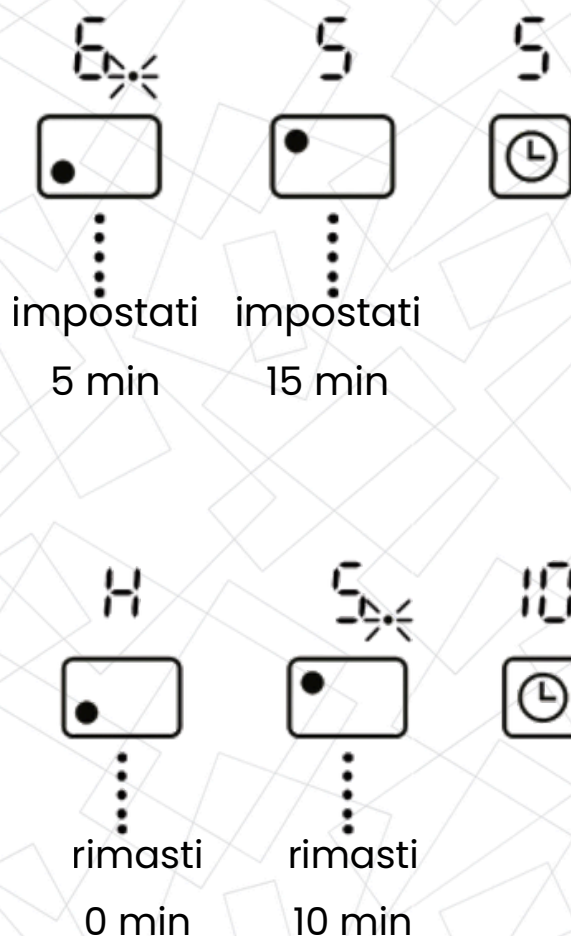 6. 5 5
impostati impostati
5 min 15 min
H 5. 10
rimasti rimasti
0 min 10 min